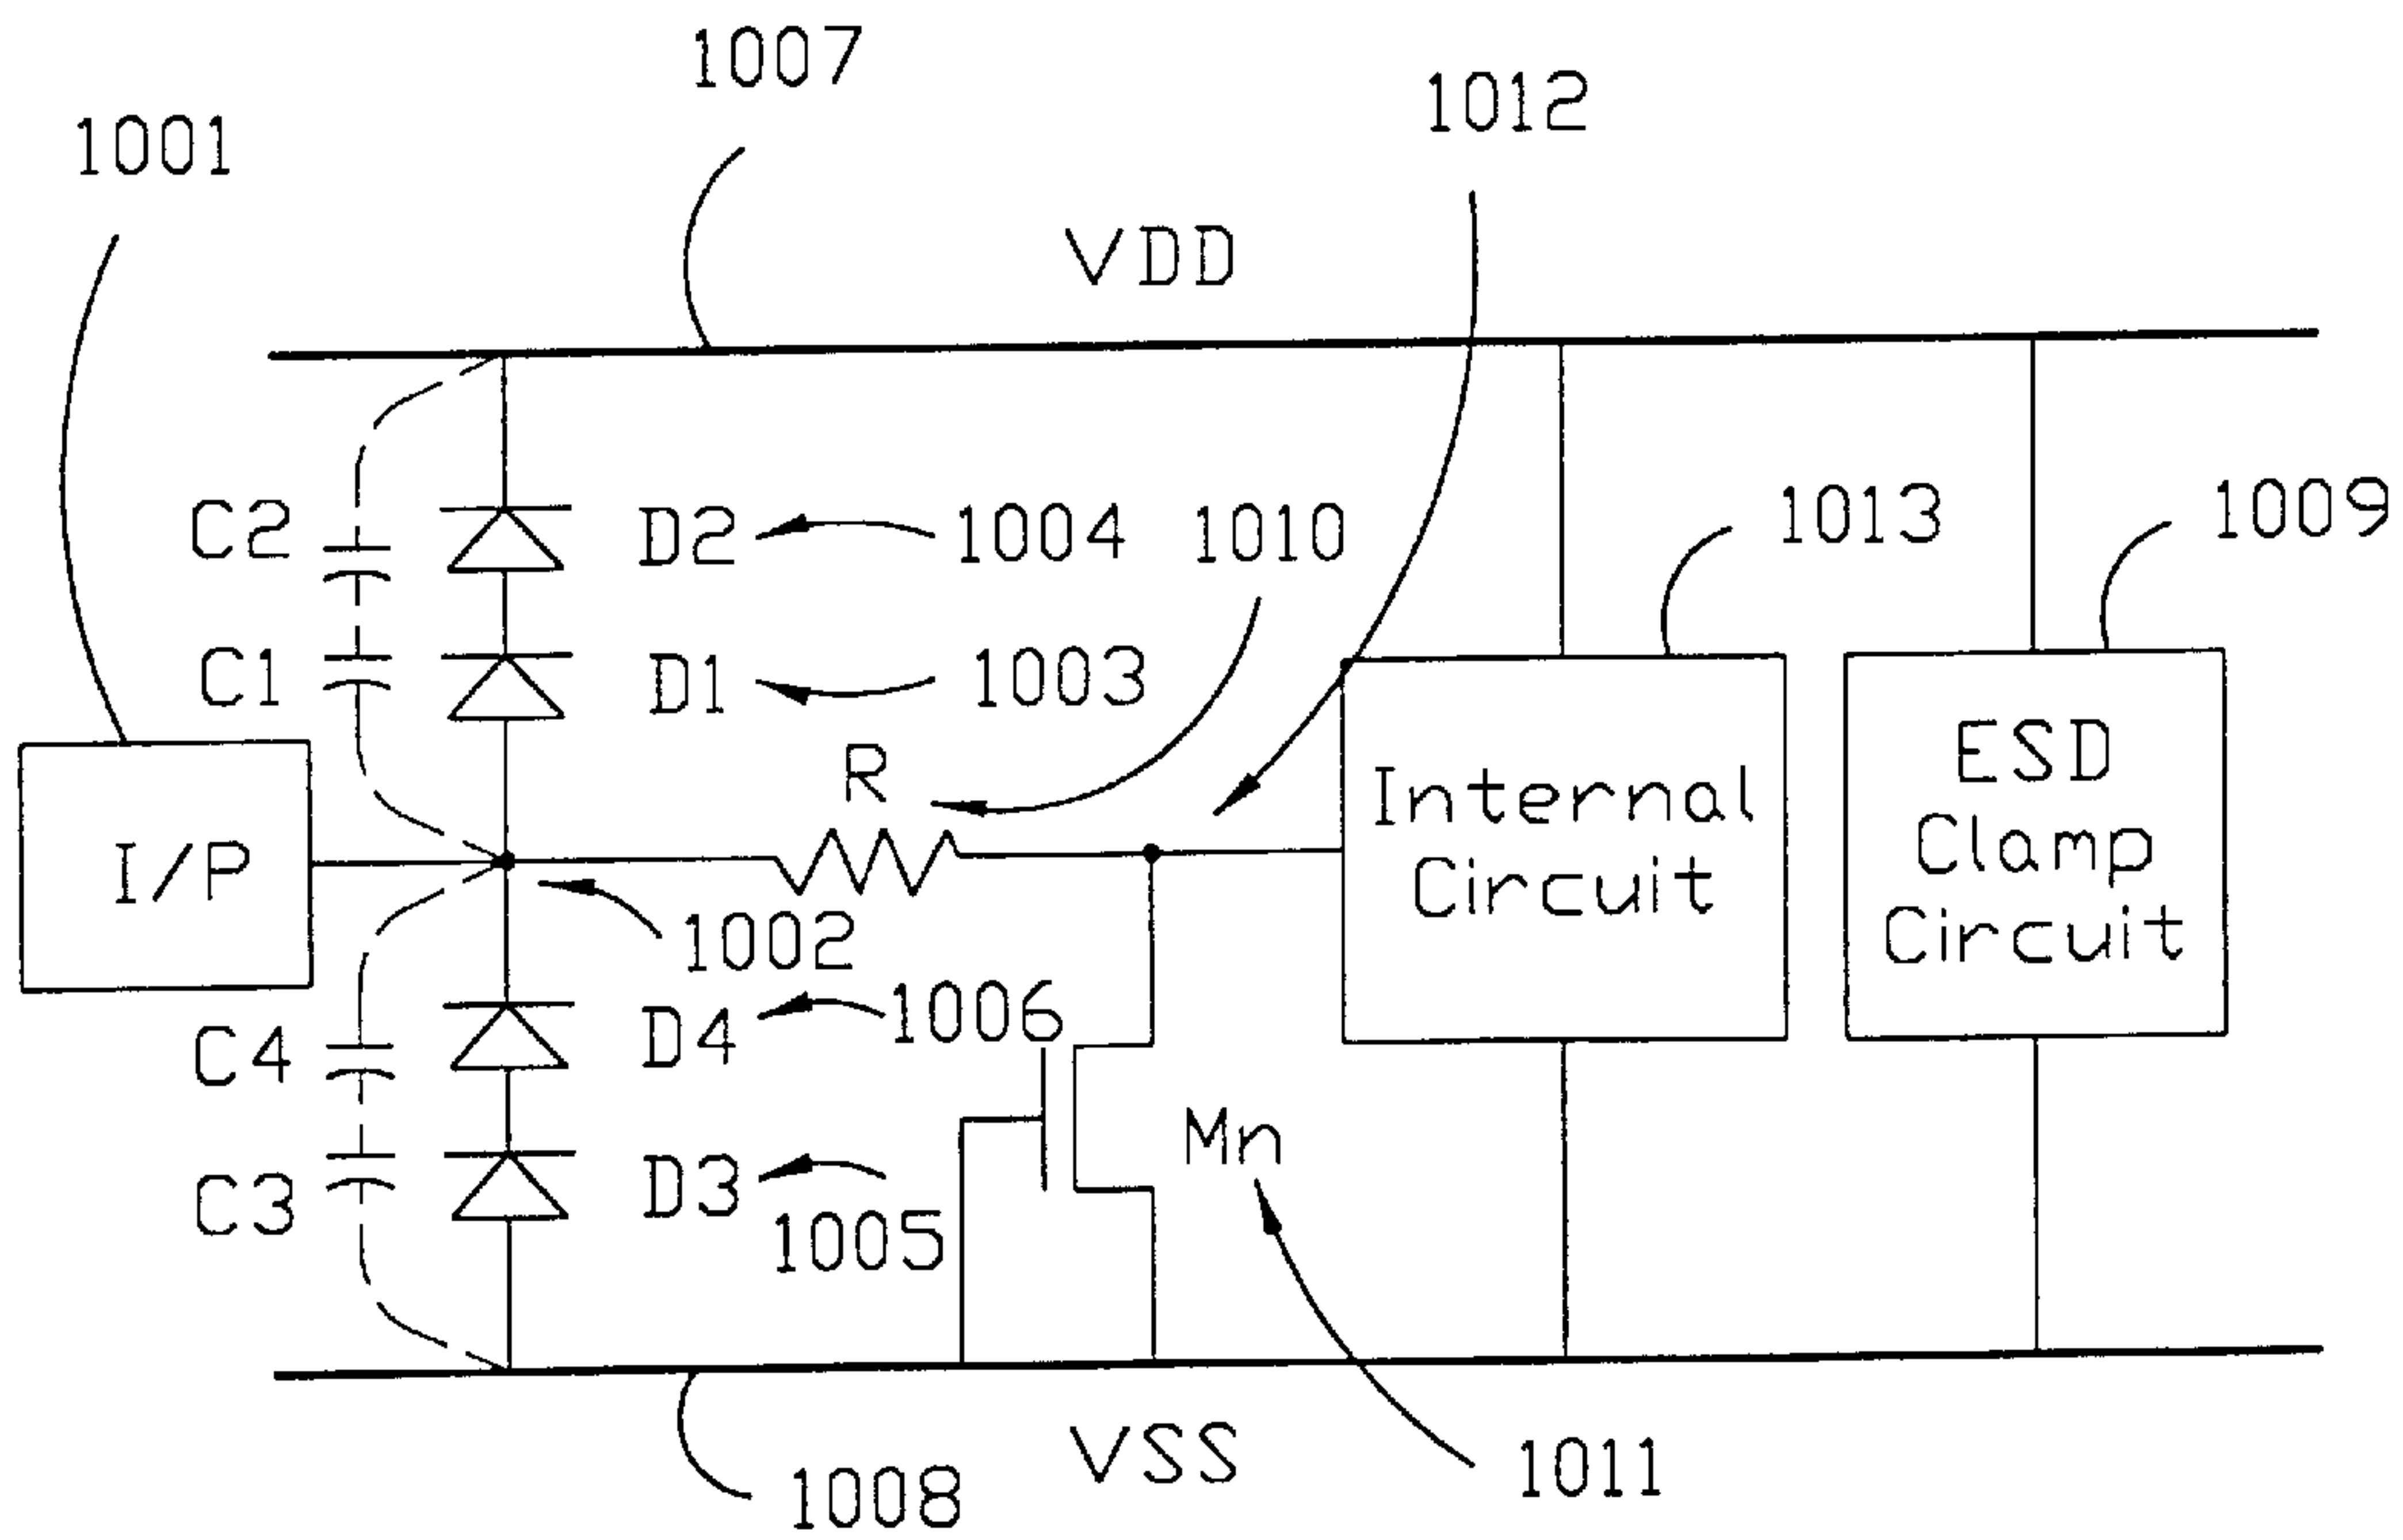 1007
1012
1001
VDD
C2
D2
1004
1010
1013
1009
C1
D1
1003
R
I/P
Internal
Circuit
ESD
Clamp
Circuit
1002
C4
D4
1006
Mn
C3
D3
1005
VSS
1008
1011